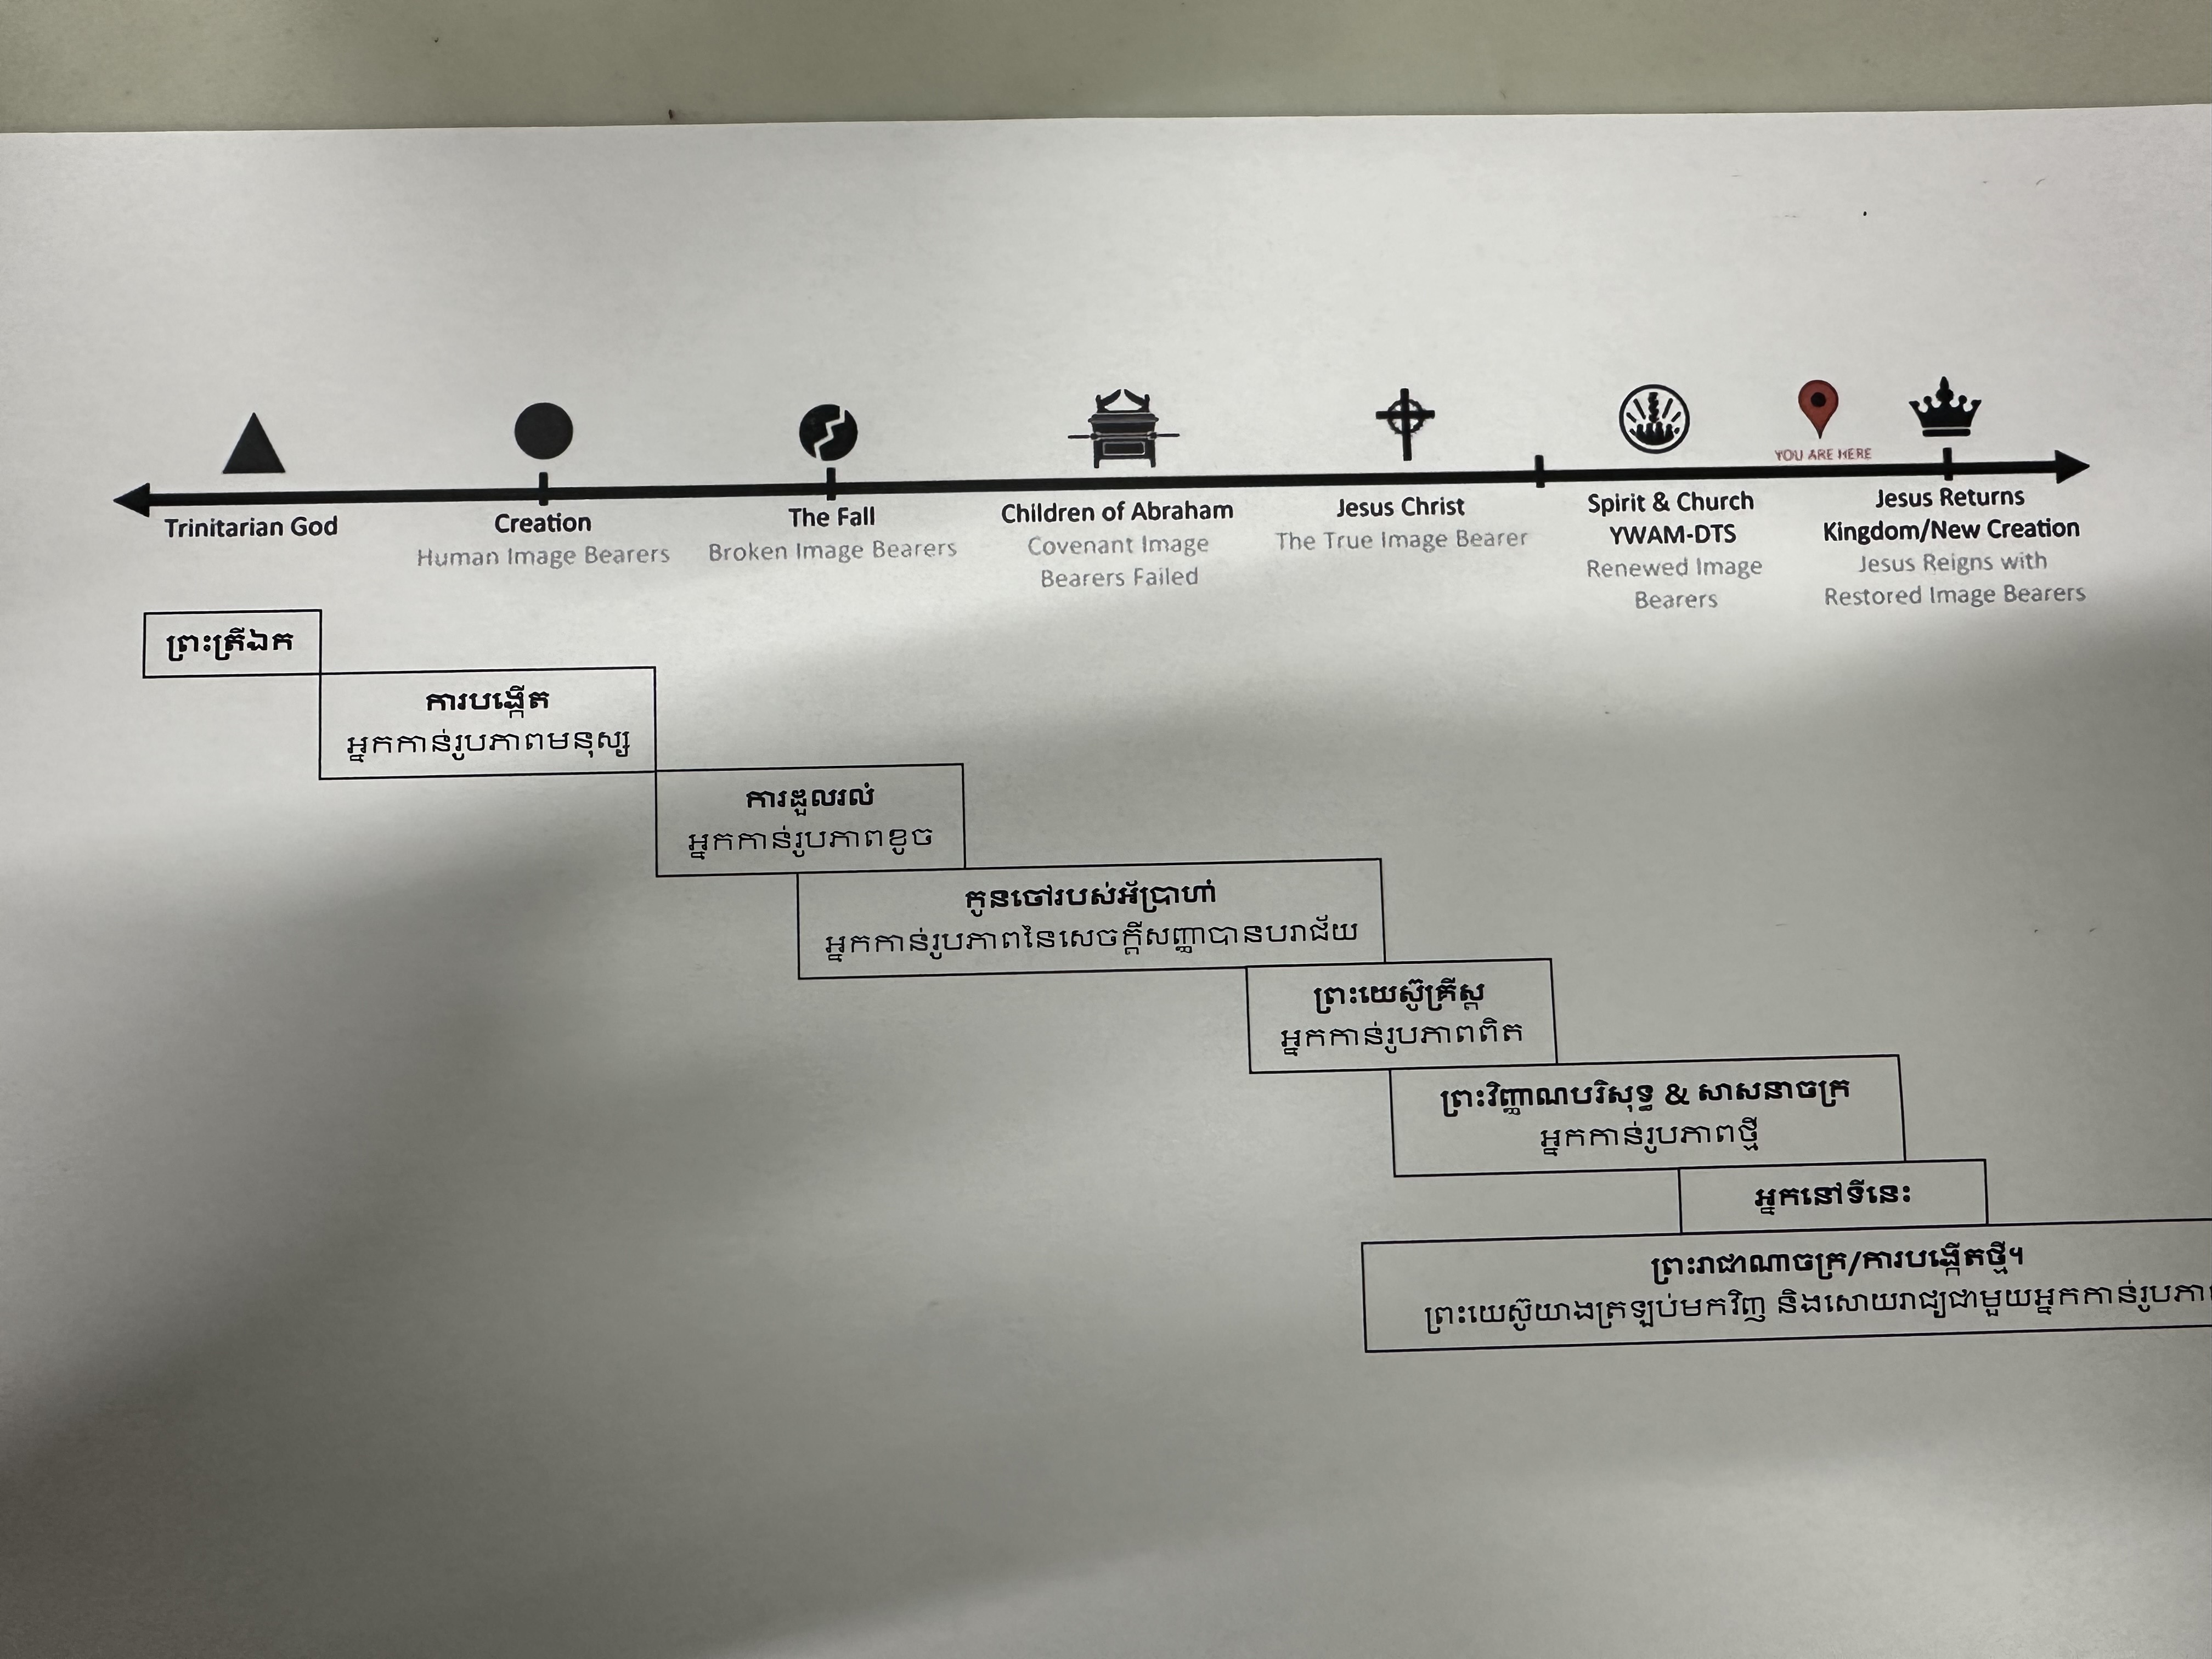 YOU ARE HERE
Trinitarian God
Creation
Human Image Bearers
The Fall
Broken Image Bearers
Children of Abraham
Covenant Image
Bearers Failed
Jesus Christ
The True Image Bearer
Spirit & Church
YWAM-DTS
Renewed Image
Bearers
Jesus Returns
Kingdom/New Creation
Jesus Reigns with
Restored Image Bearers
ព្រះត្រីឯក
ការបង្កើត
អ្នកកាន់រូបភាពមនុស្ស
ការដួលរលំ
អ្នកកាន់រូបភាពខូច
កូនចៅរបស់អ័ប្រាហាំ
អ្នកកាន់រូបភាពនៃសេចក្តីសញ្ញាបានបរាជ័យ
ព្រះយេស៊ូគ្រីស្ត
អ្នកកាន់រូបភាពពិត
ព្រះវិញ្ញាណបរិសុទ្ធ & សាសនាចក្រ
អ្នកកាន់រូបភាពថ្មី
អ្នកនៅទីនេះ
ព្រះរាជាណាចក្រ/ការបង្កើតថ្មី។
ព្រះយេស៊ូយាងត្រឡប់មកវិញ និងសោយរាជ្យជាមួយអ្នកកាន់រូបភាព